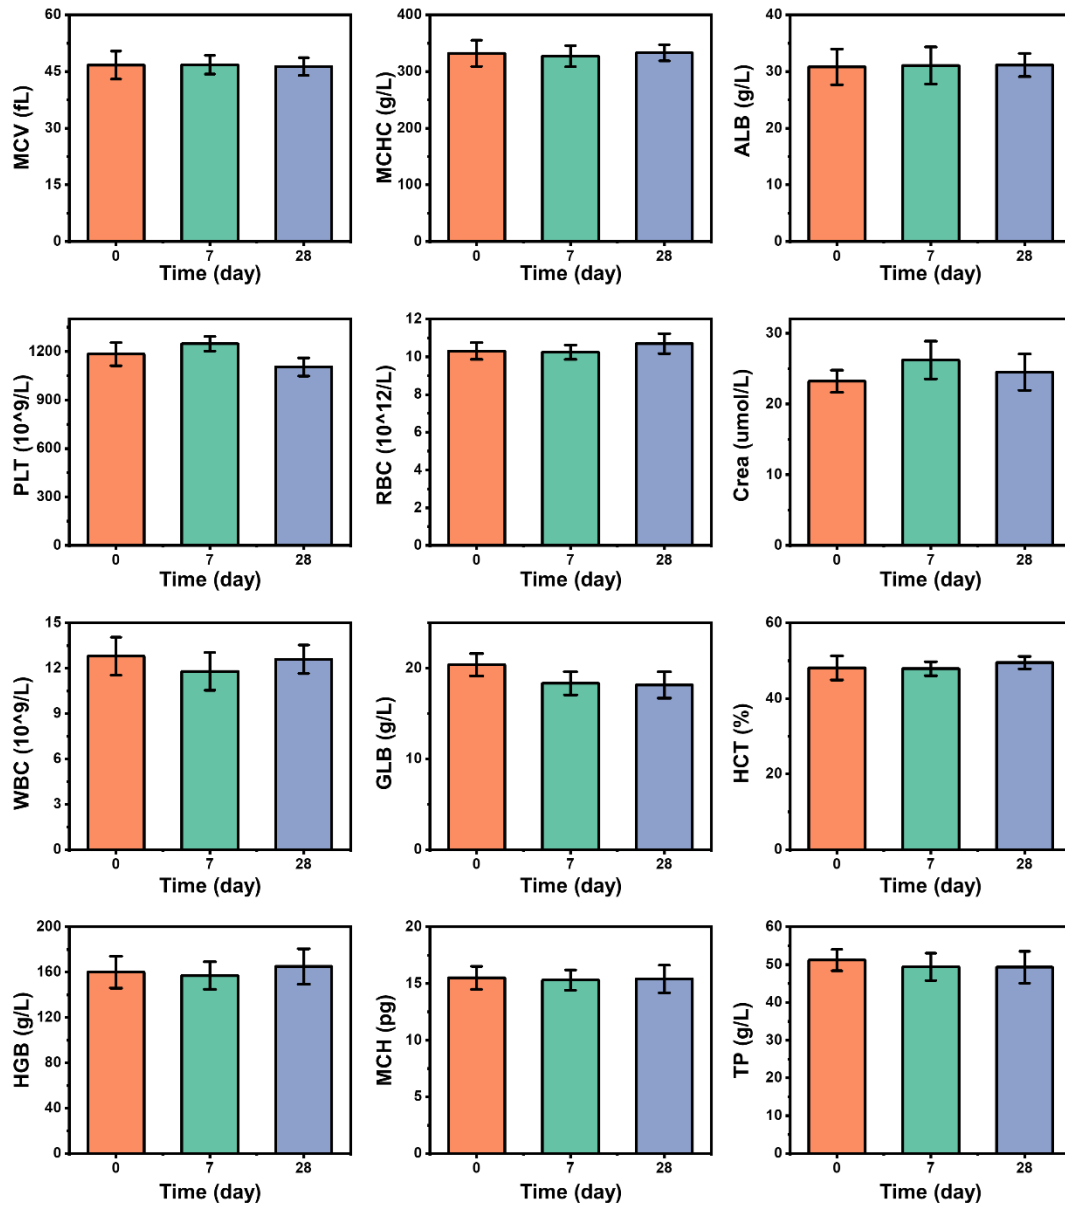 MCV (fL)
60
45
30
15
0
0 7 28
Time (day)
MCHC (g/L)
400
300
200
100
0
0 7 28
Time (day)
ALB (g/L)
40
30
20
10
0
0 7 28
Time (day)
PLT (10^9/L)
1200
900
600
300
0
0 7 28
Time (day)
RBC (10^12/L)
12
10
8
6
4
2
0
0 7 28
Time (day)
Crea (umol/L)
30
20
10
0
0 7 28
Time (day)
WBC (10^9/L)
15
12
9
6
3
0
0 7 28
Time (day)
GLB (g/L)
20
10
0
0 7 28
Time (day)
HCT (%)
60
40
20
0
0 7 28
Time (day)
HGB (g/L)
200
160
120
80
40
0
0 7 28
Time (day)
MCH (pg)
20
15
10
5
0
0 7 28
Time (day)
TP (g/L)
60
50
40
30
20
10
0
0 7 28
Time (day)